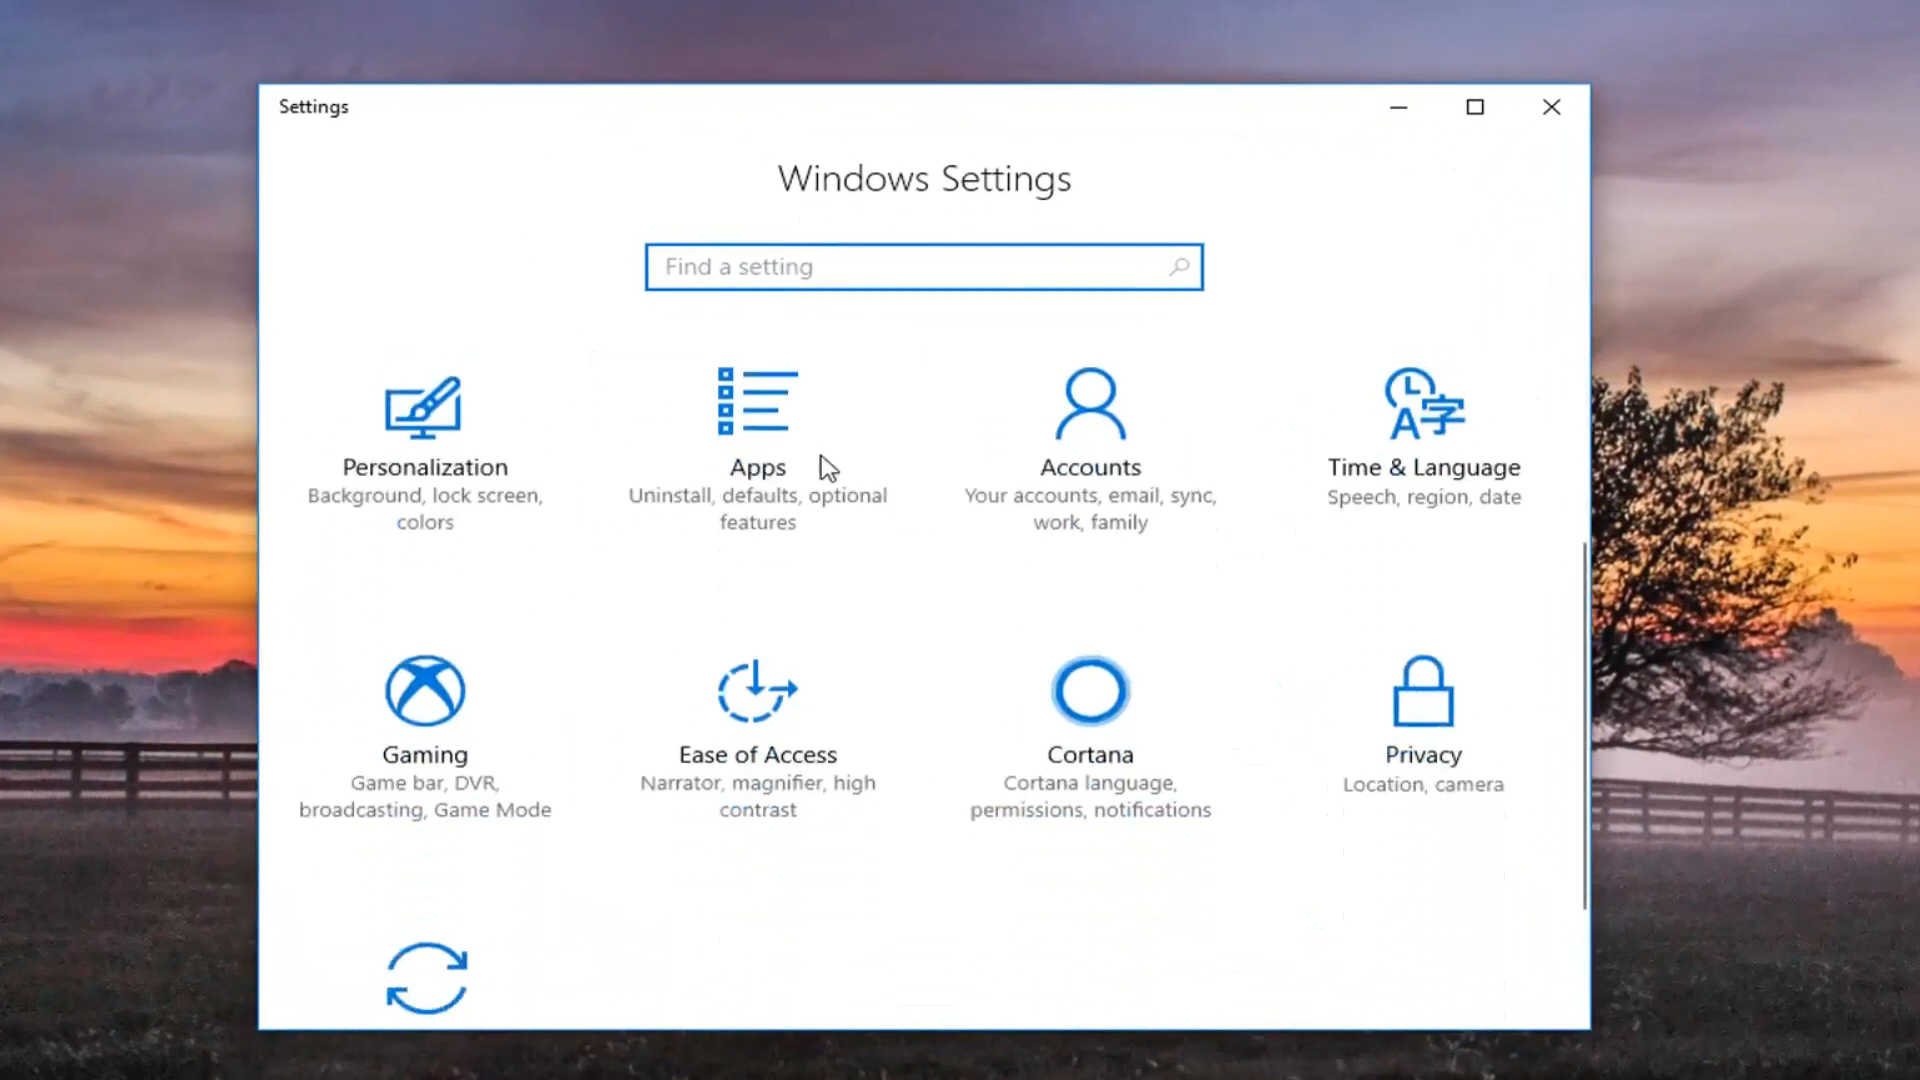 Settings
Windows Settings
Find a setting
Personalization
Background, lock screen,
colors
Apps
Uninstall, defaults, optional
features
Accounts
Your accounts, email, sync,
work, family
Time & Language
Speech, region, date
Gaming
Game bar, DVR,
broadcasting, Game Mode
Ease of Access
Narrator, magnifier, high
contrast
Cortana
Cortana language,
permissions, notifications
Privacy
Location, camera